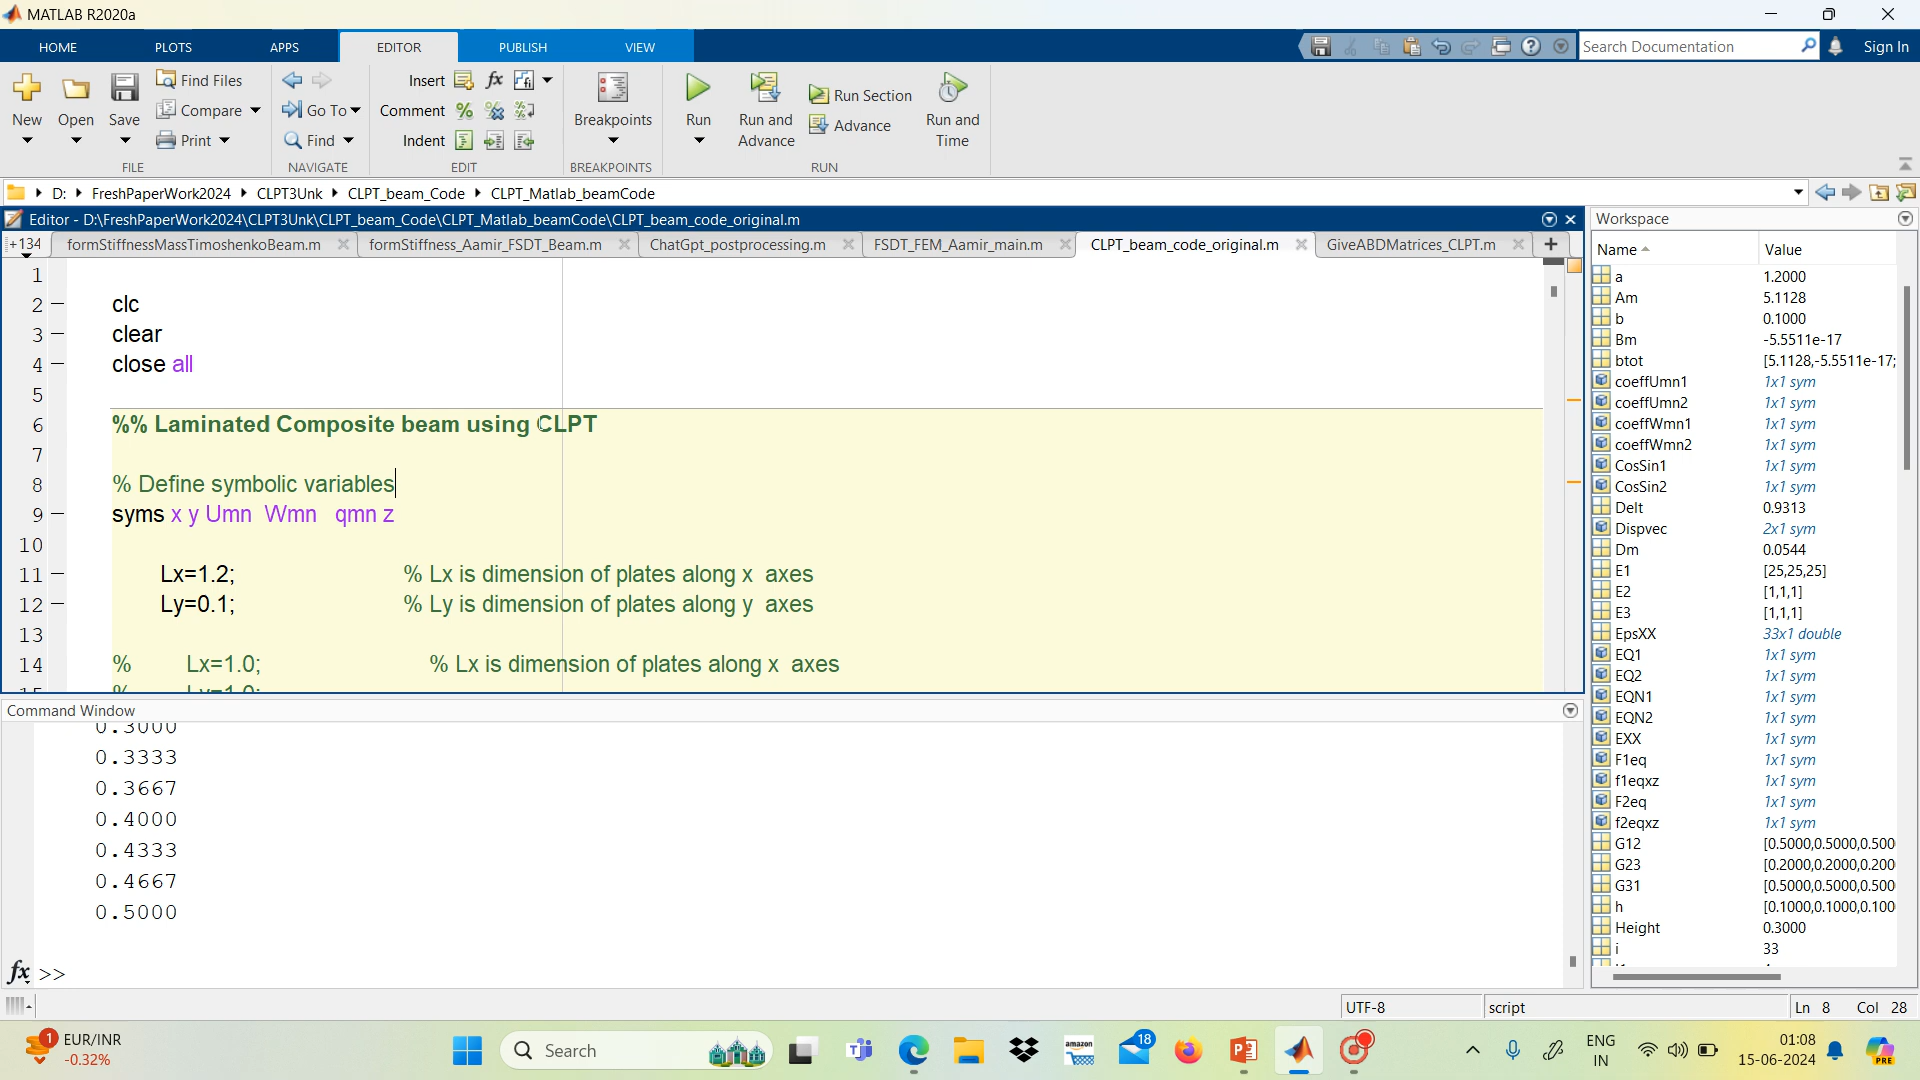 MATLAB R2020a
HOME PLOTS APPS EDITOR PUBLISH VIEW
Search Documentation
Sign In
New Open Save Find Files Compare Print
Go To Find
Insert fx Comment Indent
Breakpoints
Run Run and Advance Run Section Advance Run and Time
FILE NAVIGATE EDIT BREAKPOINTS RUN
D: FreshPaperWork2024 CLPT3Unk CLPT_beam_Code CLPT_Matlab_beamCode
Editor - D:\FreshPaperWork2024\CLPT3Unk\CLPT_beam_Code\CLPT_Matlab_beamCode\CLPT_beam_code_original.m
+134 formStiffnessMassTimoshenkoBeam.m formStiffness_Aamir_FSDT_Beam.m ChatGpt_postprocessing.m FSDT_FEM_Aamir_main.m CLPT_beam_code_original.m GiveABDMatrices_CLPT.m
1
2 clc
3 clear
4 close all
5
6 %% Laminated Composite beam using CLPT
7
8 % Define symbolic variables
9 syms x y Umn Wmn qmn z
10
11 Lx=1.2; % Lx is dimension of plates along x axes
12 Ly=0.1; % Ly is dimension of plates along y axes
13
14 % Lx=1.0; % Lx is dimension of plates along x axes
Command Window
0.3000
0.3333
0.3667
0.4000
0.4333
0.4667
0.5000
fx >>
Workspace
Name Value
a 1.2000
Am 5.1128
b 0.1000
Bm -5.5511e-17
btot [5.1128,-5.5511e-17;
coeffUmn1 1x1 sym
coeffUmn2 1x1 sym
coeffWmn1 1x1 sym
coeffWmn2 1x1 sym
CosSin1 1x1 sym
CosSin2 1x1 sym
Delt 0.9313
Dispvec 2x1 sym
Dm 0.0544
E1 [25,25,25]
E2 [1,1,1]
E3 [1,1,1]
EpsXX 33x1 double
EQ1 1x1 sym
EQ2 1x1 sym
EQN1 1x1 sym
EQN2 1x1 sym
EXX 1x1 sym
F1eq 1x1 sym
f1eqxz 1x1 sym
F2eq 1x1 sym
f2eqxz 1x1 sym
G12 [0.5000,0.5000,0.500
G23 [0.2000,0.2000,0.200
G31 [0.5000,0.5000,0.500
h [0.1000,0.1000,0.100
Height 0.3000
i 33
UTF-8 script Ln 8 Col 28
1 EUR/INR
-0.32%
Search
amazon
18
PRE
ENG
IN
01:08
15-06-2024